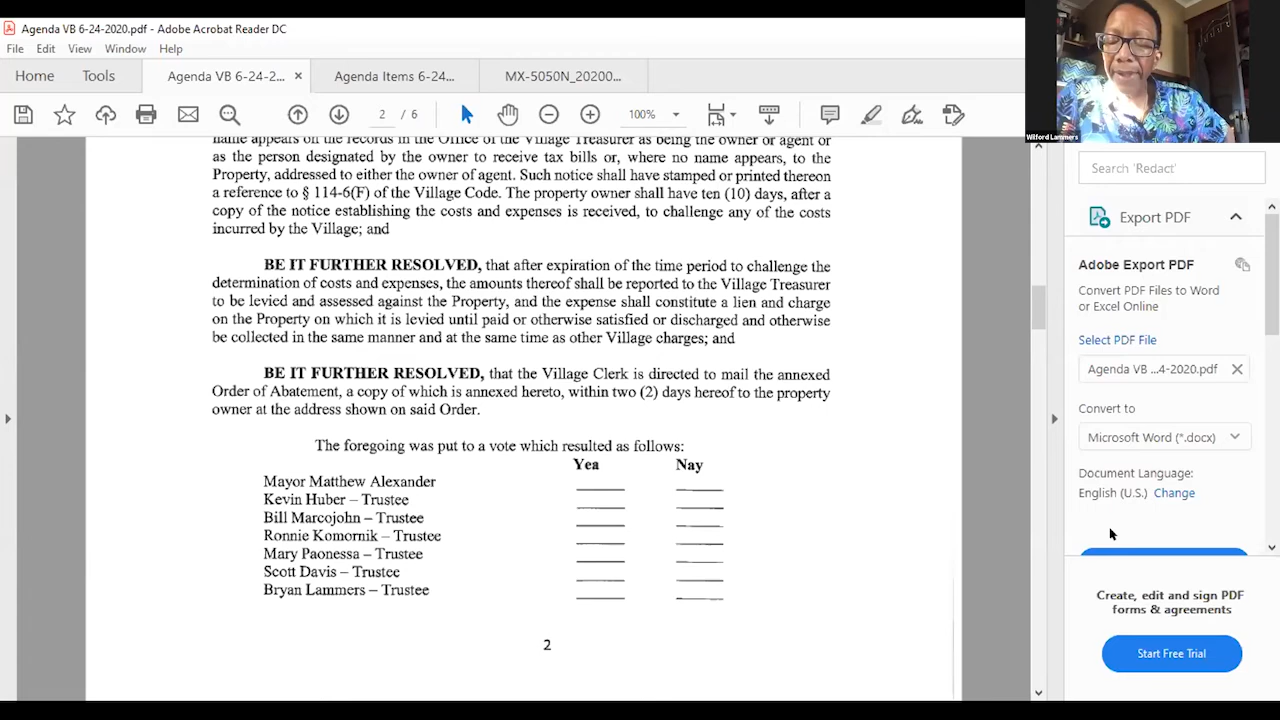 Agenda VB 6-24-2020.pdf - Adobe Acrobat Reader DC
File Edit View Window Help
Home Tools Agenda VB 6-24-2... × Agenda Items 6-24... MX-5050N_20200...
2 / 6 100%
name appears on the records in the Office of the Village Treasurer as being the owner or agent or
as the person designated by the owner to receive tax bills or, where no name appears, to the
Property, addressed to either the owner of agent. Such notice shall have stamped or printed thereon
a reference to § 114-6(F) of the Village Code. The property owner shall have ten (10) days, after a
copy of the notice establishing the costs and expenses is received, to challenge any of the costs
incurred by the Village; and
BE IT FURTHER RESOLVED, that after expiration of the time period to challenge the
determination of costs and expenses, the amounts thereof shall be reported to the Village Treasurer
to be levied and assessed against the Property, and the expense shall constitute a lien and charge
on the Property on which it is levied until paid or otherwise satisfied or discharged and otherwise
be collected in the same manner and at the same time as other Village charges; and
BE IT FURTHER RESOLVED, that the Village Clerk is directed to mail the annexed
Order of Abatement, a copy of which is annexed hereto, within two (2) days hereof to the property
owner at the address shown on said Order.
The foregoing was put to a vote which resulted as follows:
Yea Nay
Mayor Matthew Alexander
Kevin Huber – Trustee
Bill Marcojohn – Trustee
Ronnie Komornik – Trustee
Mary Paonessa – Trustee
Scott Davis – Trustee
Bryan Lammers – Trustee
2
Wilford Lammers
Search 'Redact'
Export PDF
Adobe Export PDF
Convert PDF Files to Word
or Excel Online
Select PDF File
Agenda VB ...4-2020.pdf ×
Convert to
Microsoft Word (*.docx)
Document Language:
English (U.S.) Change
Create, edit and sign PDF
forms & agreements
Start Free Trial